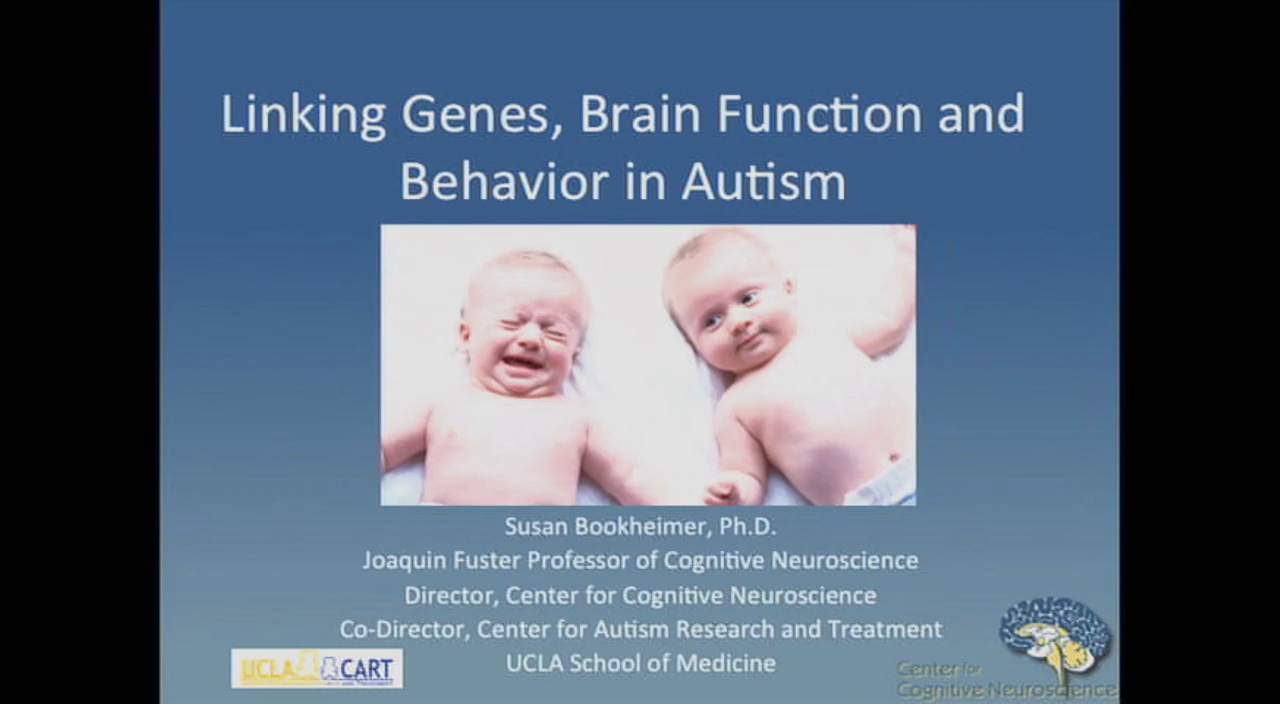 Linking Genes, Brain Function and
Behavior in Autism
Susan Bookheimer, Ph.D.
Joaquin Fuster Professor of Cognitive Neuroscience
Director, Center for Cognitive Neuroscience
Co-Director, Center for Autism Research and Treatment
UCLA School of Medicine
UCLA CART
Center for
Cognitive Neuroscience